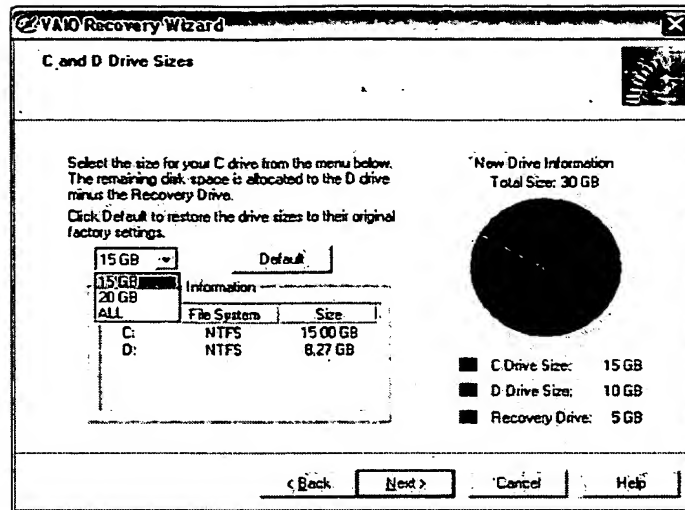 VAIO Recovery Wizard
C and D Drive Sizes
Select the size for your C drive from the menu below.
The remaining disk space is allocated to the D drive
minus the Recovery Drive.
Click Default to restore the drive sizes to their original
factory settings.
15 GB
Default
15 GB
20 GB
ALL
Information
File System Size
C: NTFS 15.00 GB
D: NTFS 8.27 GB
New Drive Information
Total Size: 30 GB
C Drive Size: 15 GB
D Drive Size: 10 GB
Recovery Drive: 5 GB
< Back Next > Cancel Help